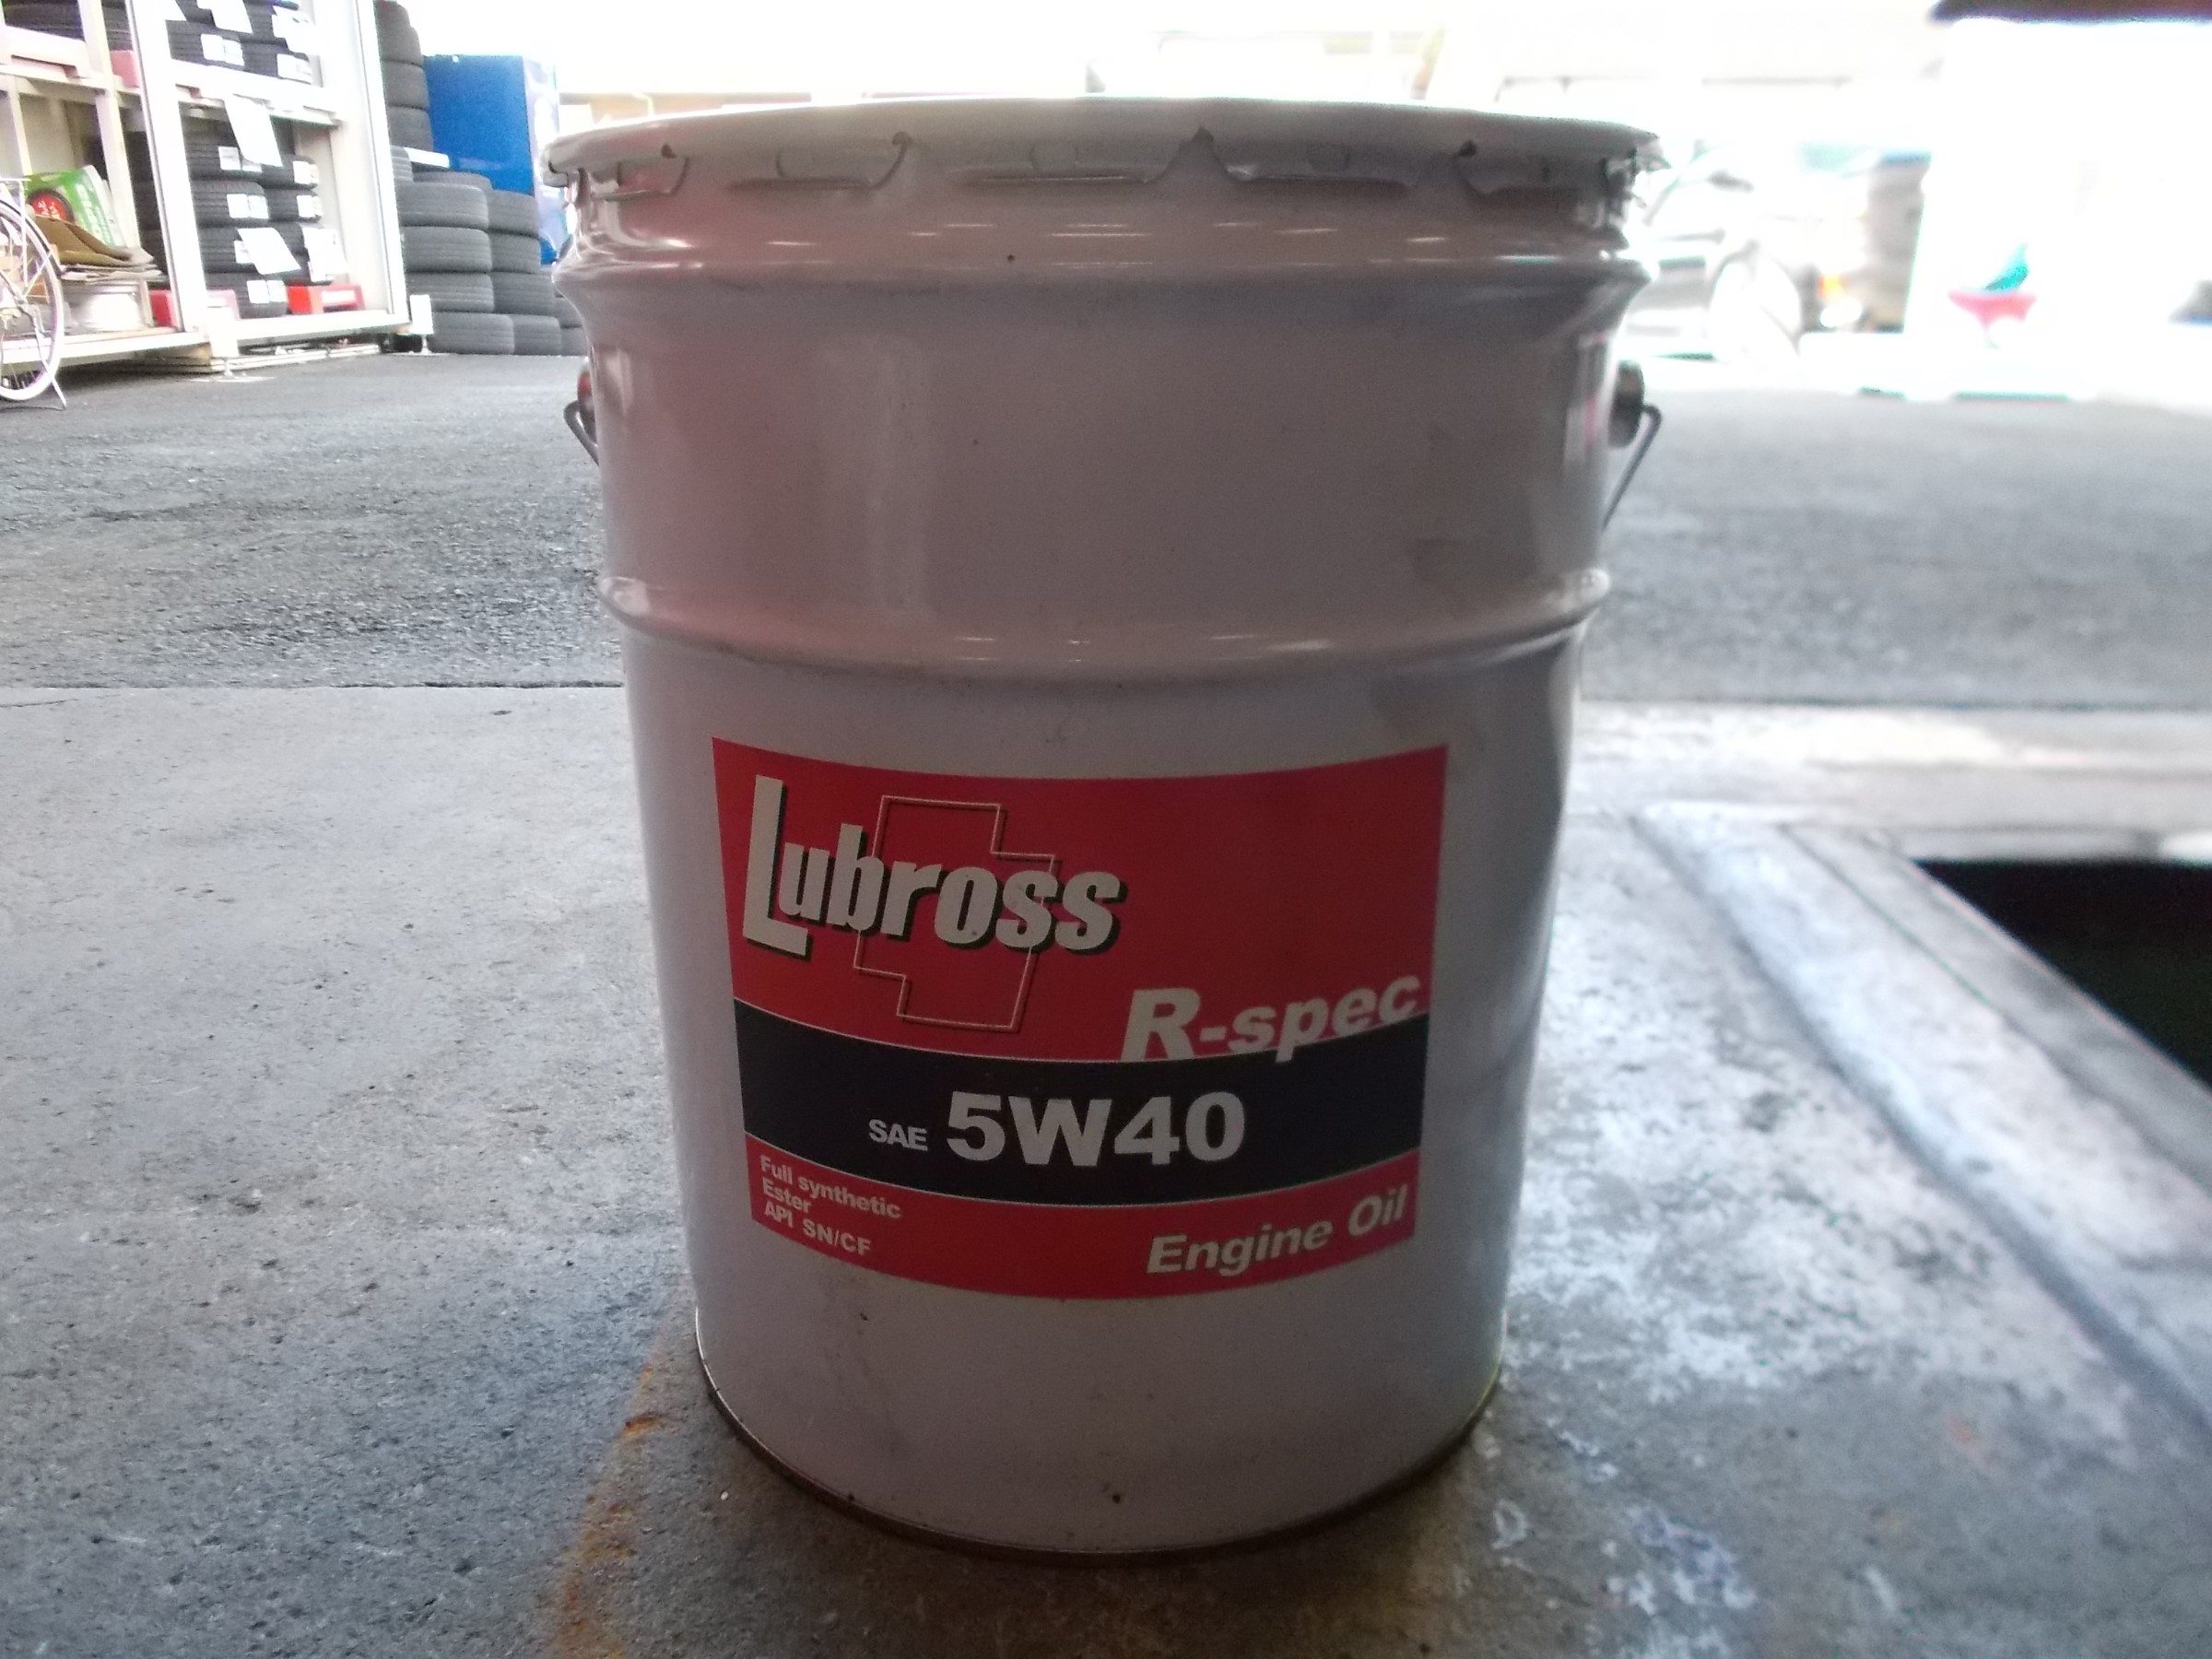 Lubross
R-spec
SAE 5W40
Full synthetic
Ester
API SN/CF
Engine Oil